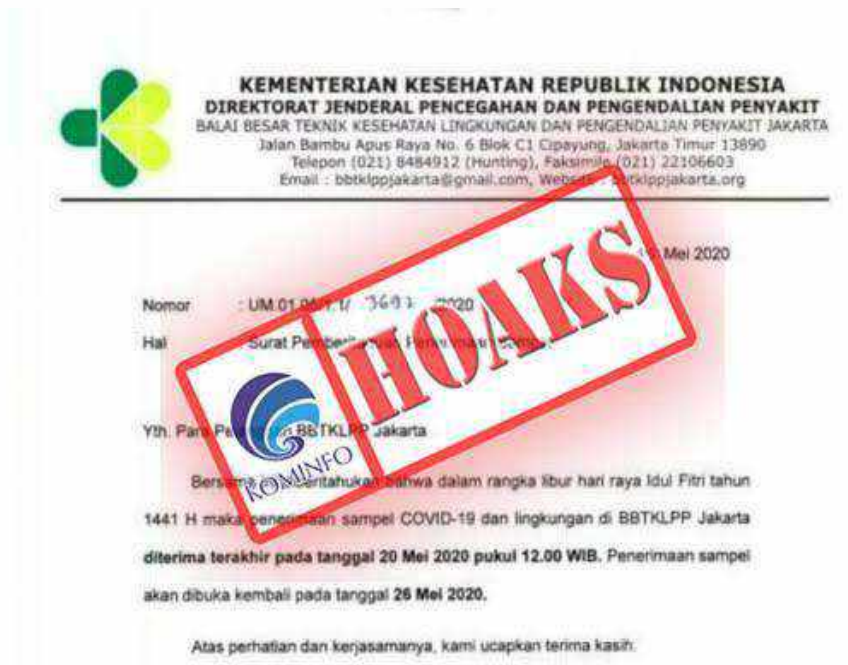 KEMENTERIAN KESEHATAN REPUBLIK INDONESIA
DIREKTORAT JENDERAL PENCEGAHAN DAN PENGENDALIAN PENYAKIT
BALAI BESAR TEKNIK KESEHATAN LINGKUNGAN DAN PENGENDALIAN PENYAKIT JAKARTA
Jalan Bambu Apus Raya No. 6 Blok C1 Cipayung, Jakarta Timur 13890
Telepon (021) 8484912 (Hunting), Faksimile (021) 22106603
Email : bbtklppjakarta@gmail.com, Website : bbtklppjakarta.org
Mei 2020
Nomor : /2020
Hal Surat
HOAKS
KOMINFO
Yth. Para BBTKLPP Jakarta
bahwa dalam rangka libur hari raya Idul Fitri tahun
1441 H maka penerimaan sampel COVID-19 dan lingkungan di BBTKLPP Jakarta
diterima terakhir pada tanggal 20 Mei 2020 pukul 12.00 WIB. Penerimaan sampel
akan dibuka kembali pada tanggal 26 Mei 2020.
Atas perhatian dan kerjasamanya, kami ucapkan terima kasih.